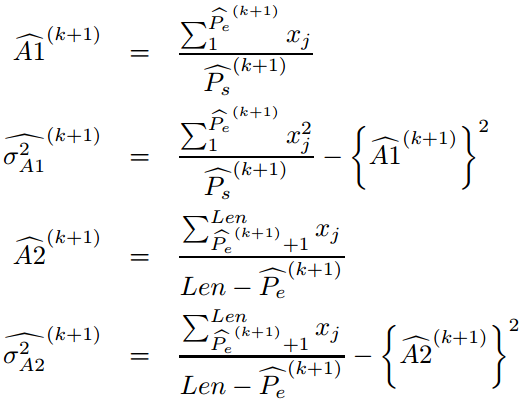 \widehat{A1}^{(k+1)} = \frac{\sum_{1}^{\widehat{P_e}^{(k+1)}} x_j}{\widehat{P_s}^{(k+1)}}
\widehat{\sigma^2_{A1}}^{(k+1)} = \frac{\sum_{1}^{\widehat{P_e}^{(k+1)}} x_j^2}{\widehat{P_s}^{(k+1)}} - \left\{\widehat{A1}^{(k+1)}\right\}^2
\widehat{A2}^{(k+1)} = \frac{\sum_{\widehat{P_e}^{(k+1)}+1}^{Len} x_j}{Len - \widehat{P_e}^{(k+1)}}
\widehat{\sigma^2_{A2}}^{(k+1)} = \frac{\sum_{\widehat{P_e}^{(k+1)}+1}^{Len} x_j}{Len - \widehat{P_e}^{(k+1)}} - \left\{\widehat{A2}^{(k+1)}\right\}^2